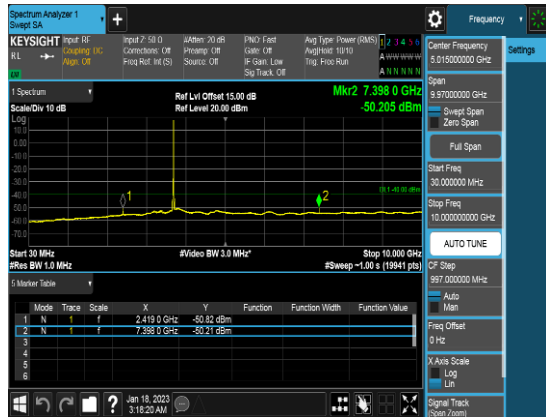 Spectrum Analyzer 1
Swept SA
Frequency
KEYSIGHT
Input: RF
Coupling: DC
Align: Off
Input Z: 50 Ω
Corrections: Off
Freq Ref: Int (S)
#Atten: 20 dB
Preamp: Off
Source: Off
PNO: Fast
Gate: Off
IF Gain: Low
Sig Track: Off
Avg Type: Power (RMS)
Avg|Hold: 10/10
Trig: Free Run
1 2 3 4 5 6
A W W W W W
A N N N N N
RL
1 Spectrum
Scale/Div 10 dB
Ref Lvl Offset 15.00 dB
Ref Level 20.00 dBm
Mkr2 7.398 0 GHz
-50.205 dBm
Log
10.0
0.00
-10.0
-20.0
-30.0
-40.0
-50.0
-60.0
-70.0
DL1 -40.00 dBm
1
2
Start 30 MHz
#Video BW 3.0 MHz*
Stop 10.000 GHz
#Res BW 1.0 MHz
#Sweep ~1.00 s (19941 pts)
5 Marker Table
Mode Trace Scale X Y Function Function Width Function Value
1 N 1 f 2.419 0 GHz -50.82 dBm
2 N 1 f 7.398 0 GHz -50.21 dBm
3
4
5
6
?
Jan 18, 2023
3:18:20 AM
Center Frequency
5.015000000 GHz
Settings
Span
9.97000000 GHz
Swept Span
Zero Span
Full Span
Start Freq
30.000000 MHz
Stop Freq
10.000000000 GHz
AUTO TUNE
CF Step
997.000000 MHz
Auto
Man
Freq Offset
0 Hz
X Axis Scale
Log
Lin
Signal Track
(Span Zoom)